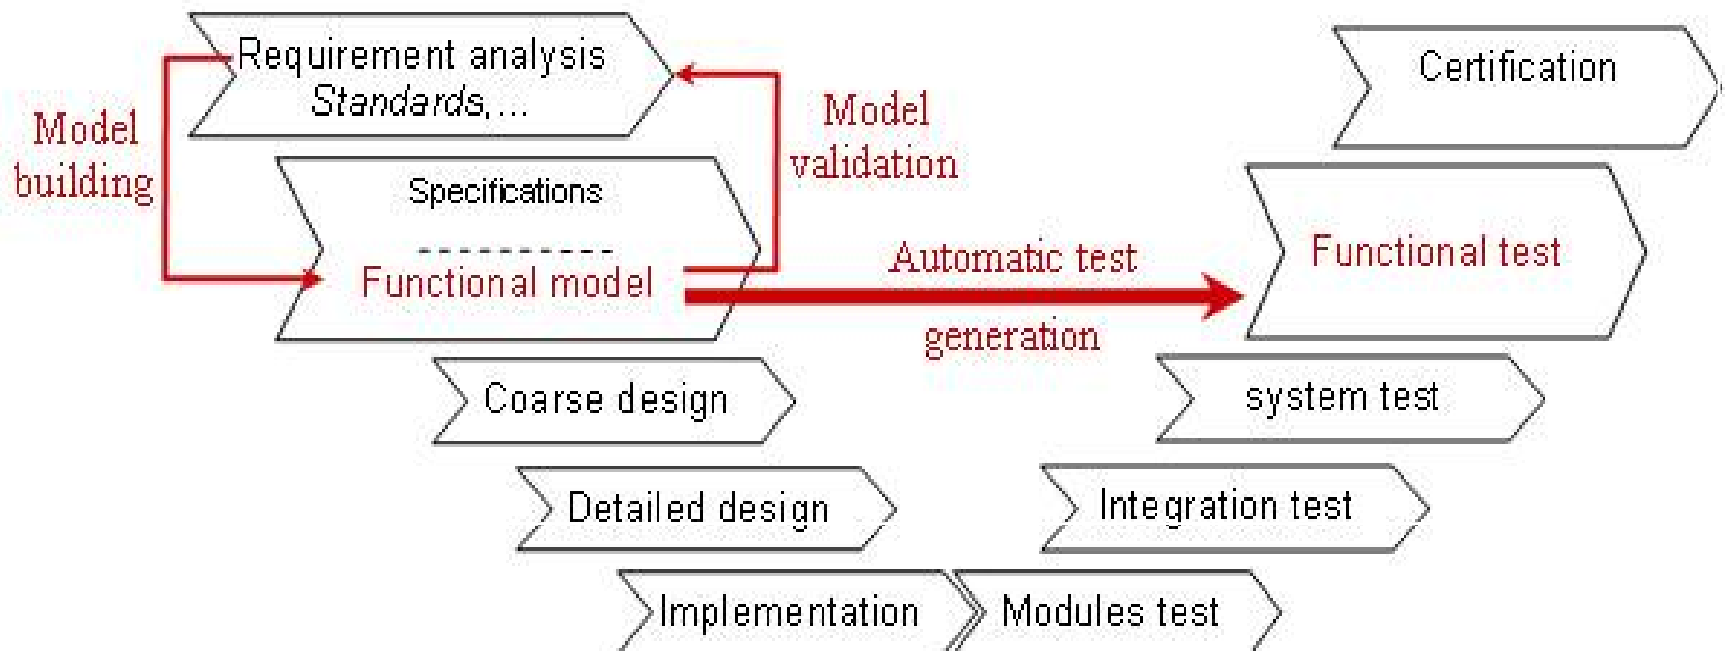 Requirement analysis
Standards, ...
Certification
Model
building
Model
validation
Specifications
Functional model
Automatic test
generation
Functional test
Coarse design
system test
Detailed design
Integration test
Implementation
Modules test